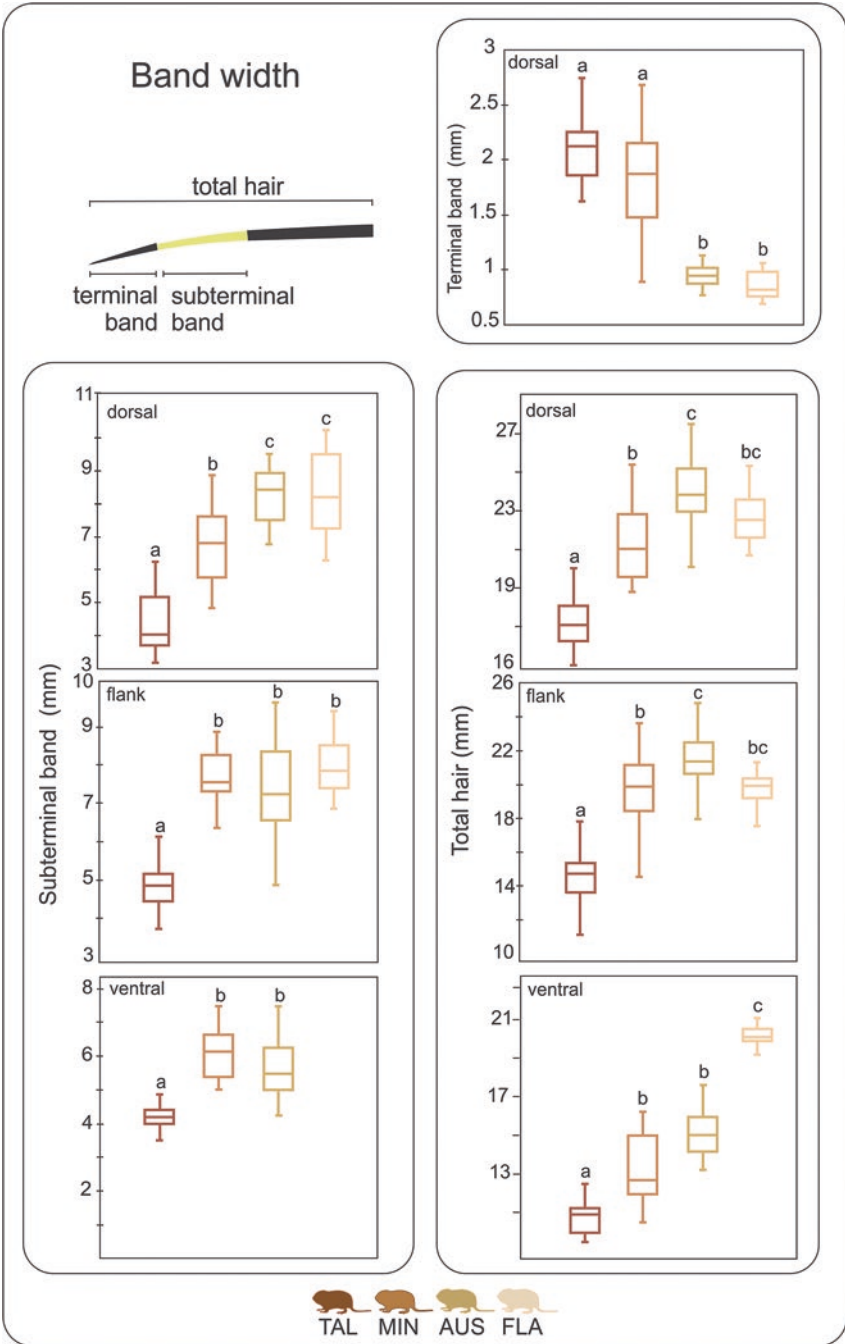 Band width
total hair
terminal
band
subterminal
band
Terminal band (mm)
dorsal
3
2.5
2
1.5
1
0.5
a
a
b
b
Subterminal band (mm)
dorsal
11
9
7
5
3
a
b
c
c
flank
10
9
7
5
3
a
b
b
b
ventral
8
6
4
2
a
b
b
Total hair (mm)
dorsal
27
23
19
16
a
b
c
bc
flank
26
22
18
14
10
a
b
c
bc
ventral
21
17
13
a
b
b
c
TAL MIN AUS FLA